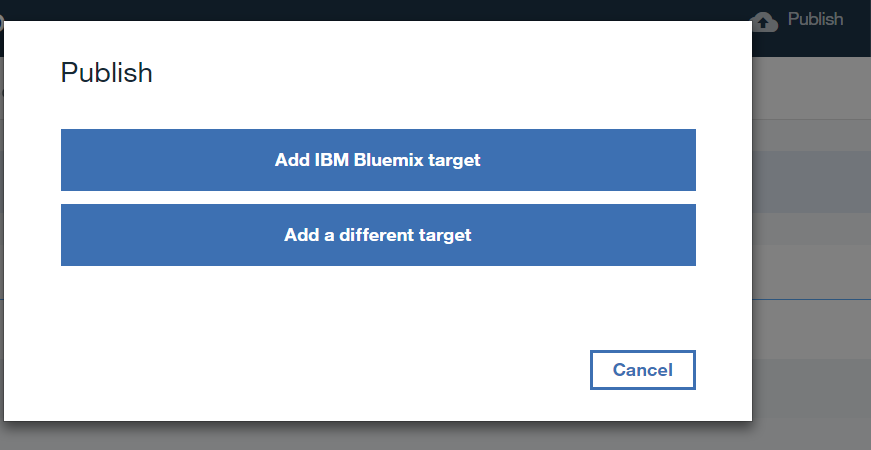 Publish
Publish
Add IBM Bluemix target
Add a different target
Cancel